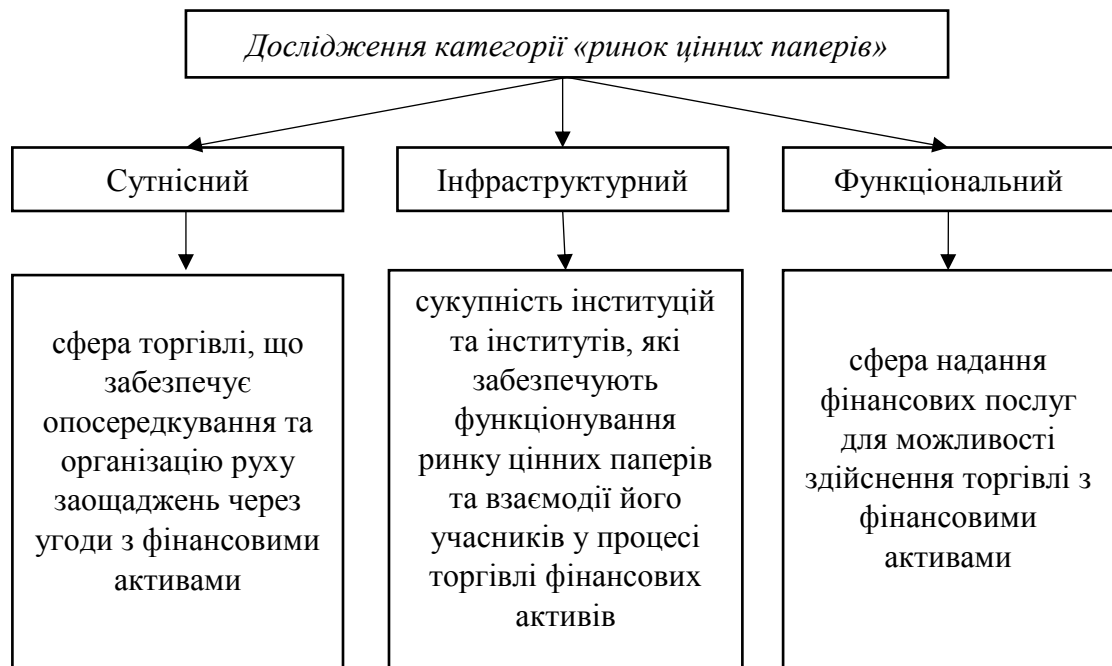 Дослідження категорії «ринок цінних паперів»
Сутнісний
Інфраструктурний
Функціональний
сфера торгівлі, що
забезпечує
опосередкування та
організацію руху
заощаджень через
угоди з фінансовими
активами
сукупність інституцій
та інститутів, які
забезпечують
функціонування
ринку цінних паперів
та взаємодії його
учасників у процесі
торгівлі фінансових
активів
сфера надання
фінансових послуг
для можливості
здійснення торгівлі з
фінансовими
активами